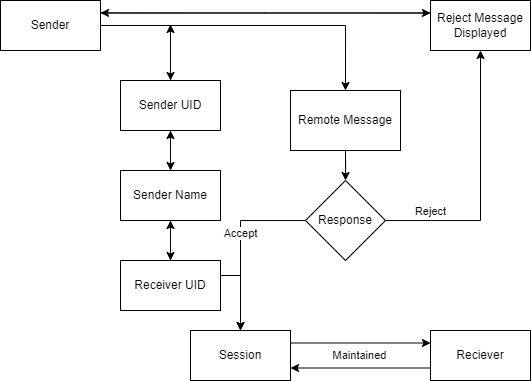 Sender
Reject Message
Displayed
Sender UID
Remote Message
Sender Name
Response
Reject
Accept
Receiver UID
Session
Maintained
Reciever